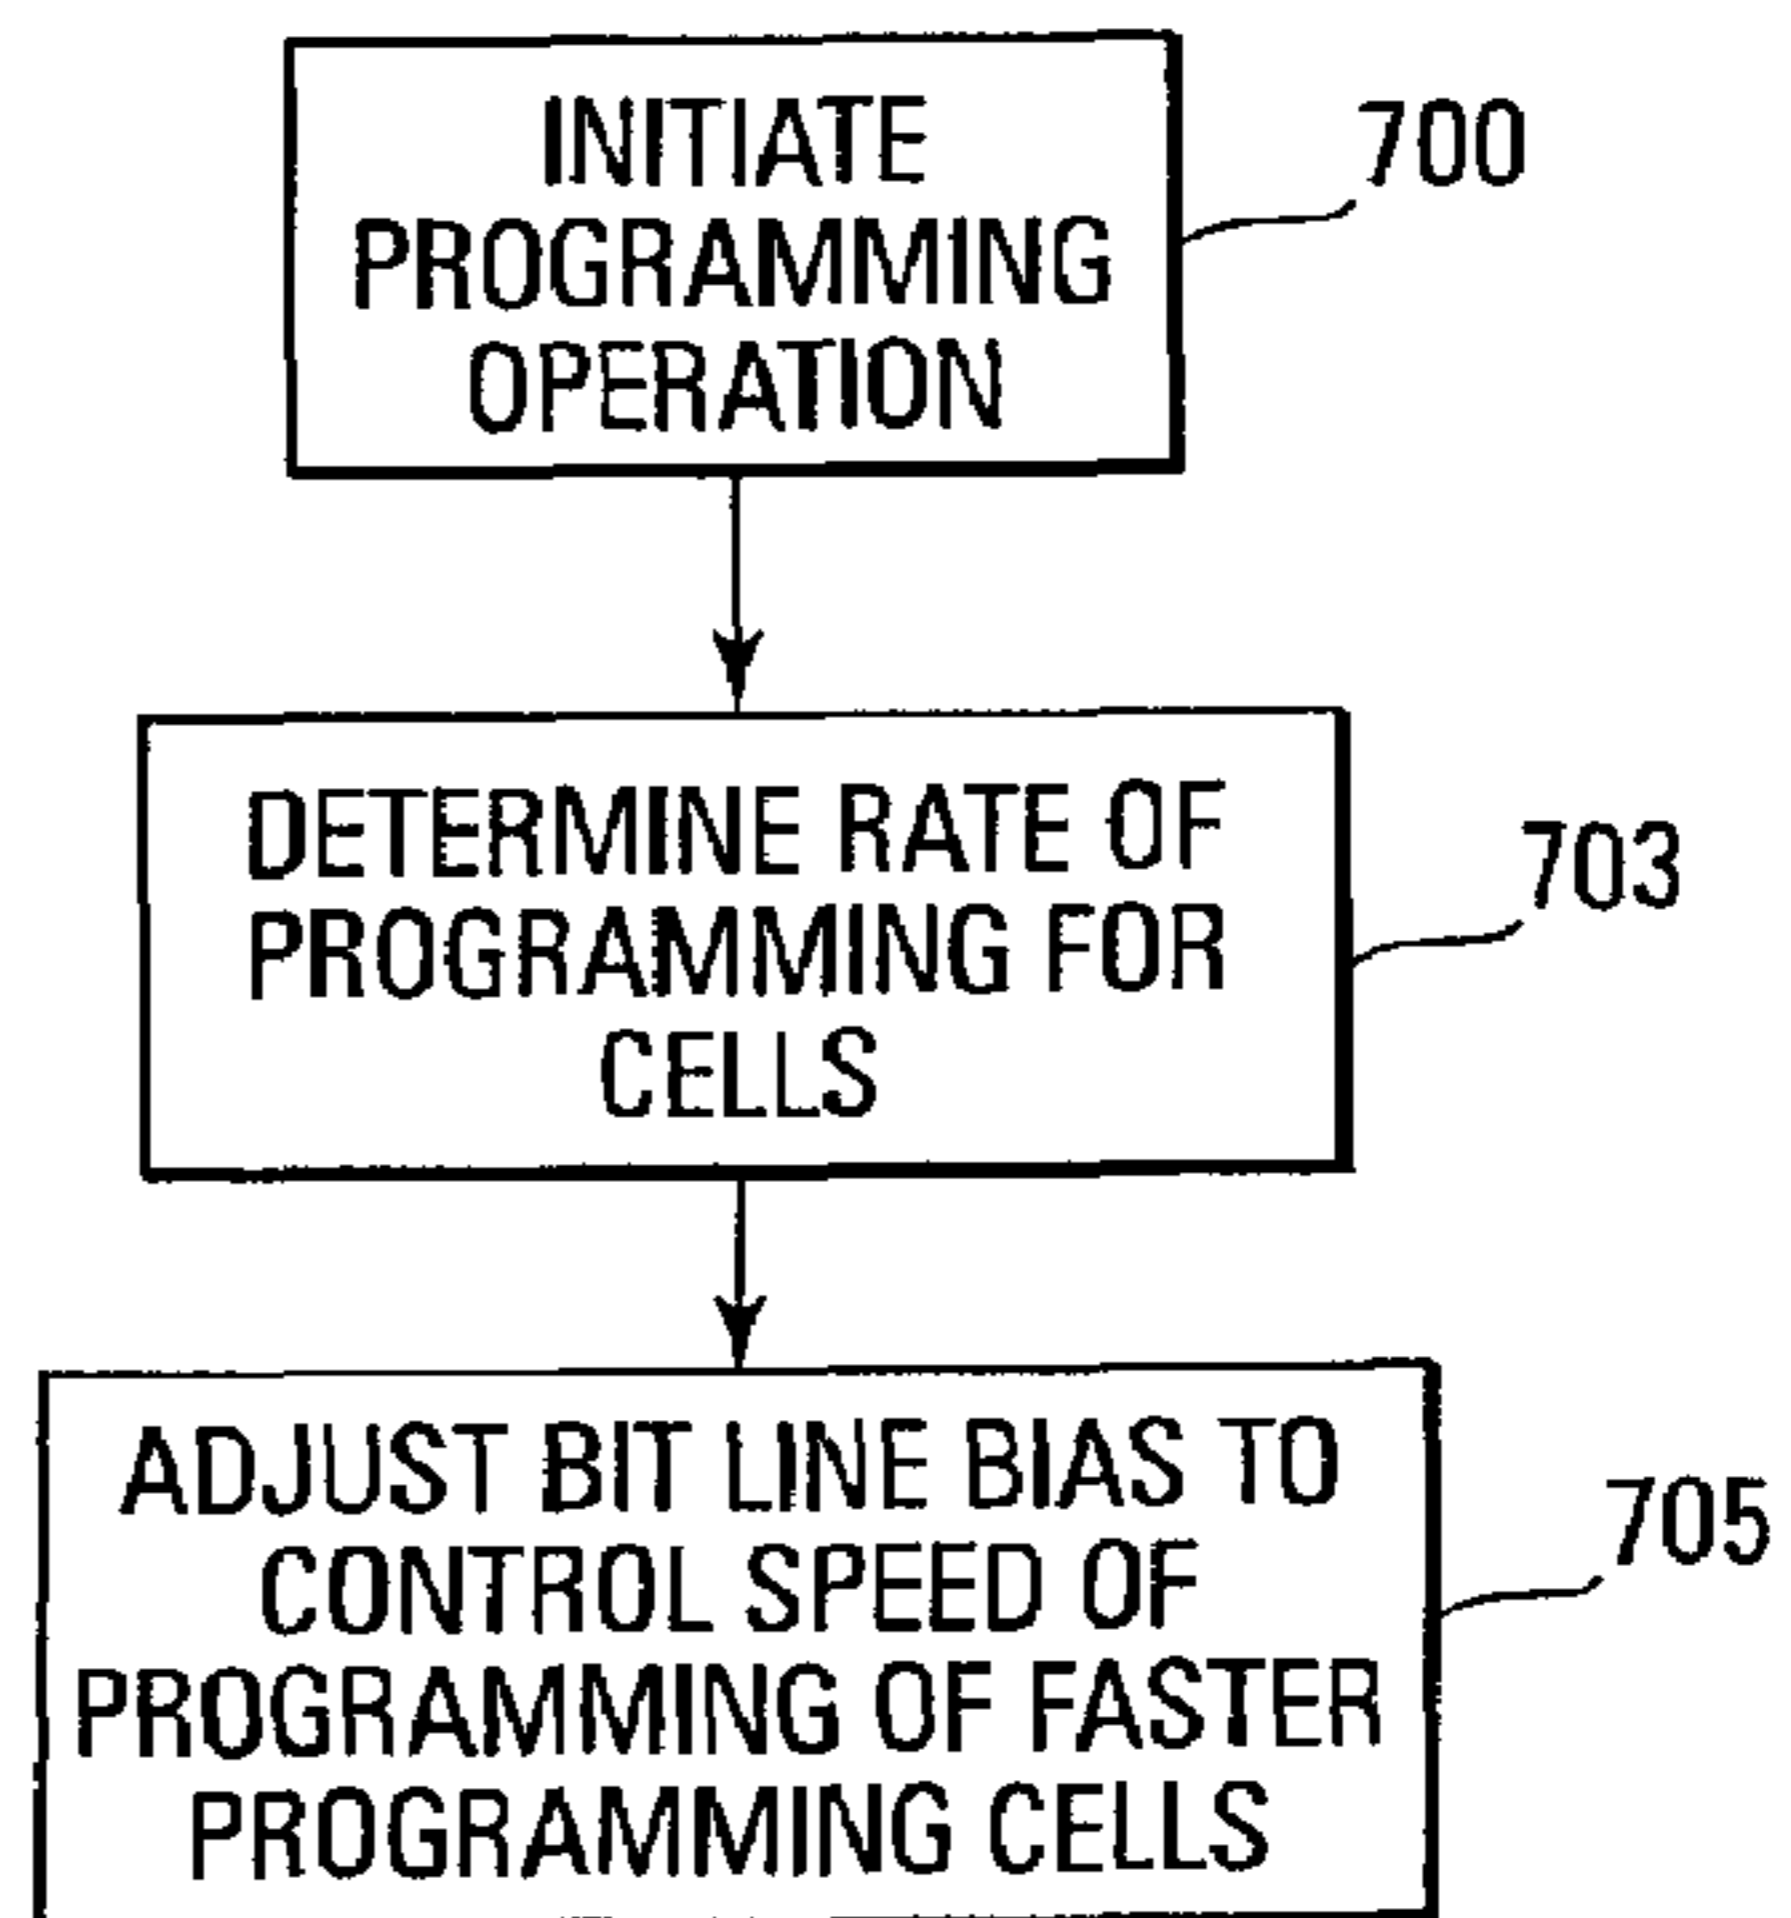 INITIATE
PROGRAMMING
OPERATION
700
DETERMINE RATE OF
PROGRAMMING FOR
CELLS
703
ADJUST BIT LINE BIAS TO
CONTROL SPEED OF
PROGRAMMING OF FASTER
PROGRAMMING CELLS
705